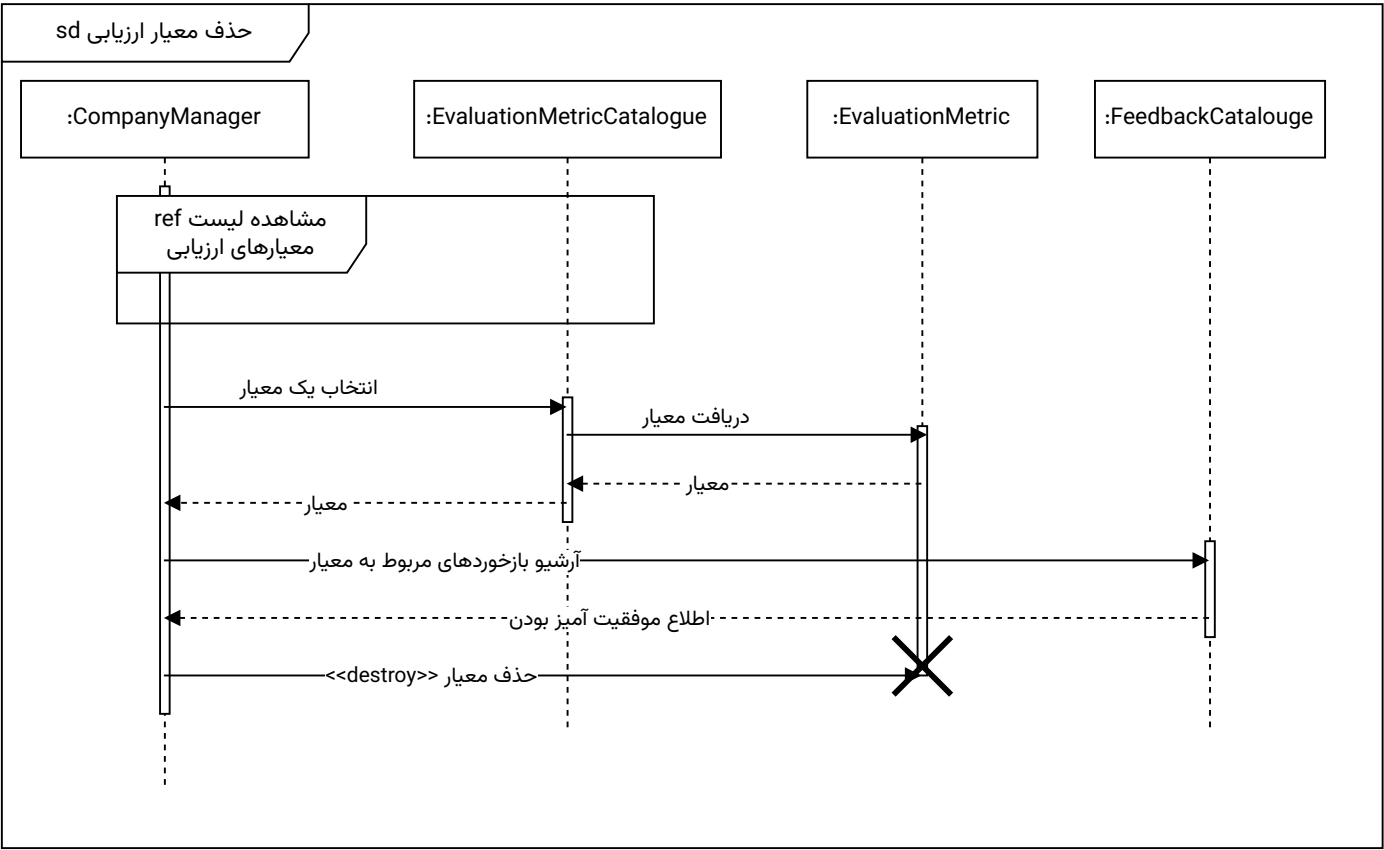 حذف معیار ارزیابی sd
:CompanyManager
:EvaluationMetricCatalogue
:EvaluationMetric
:FeedbackCatalouge
مشاهده لیست ref
معیارهای ارزیابی
انتخاب یک معیار
دریافت معیار
معیار
معیار
آرشیو بازخوردهای مربوط به معیار
اطلاع موفقیت آمیز بودن
حذف معیار <<destroy>>